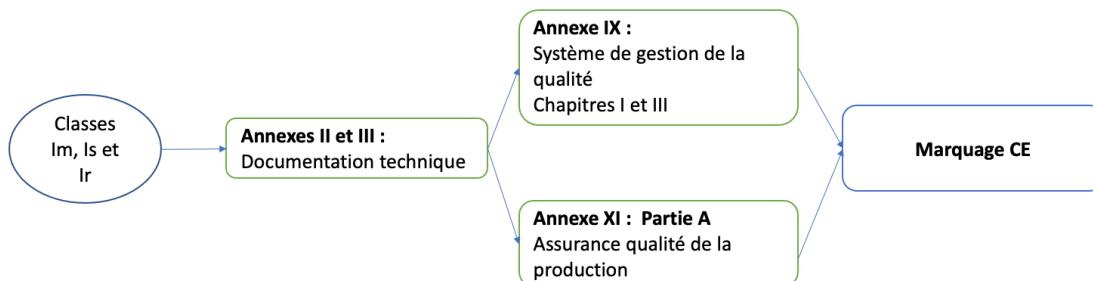 Classes
Im, Is et
Ir
Annexes II et III :
Documentation technique
Annexe IX :
Système de gestion de la
qualité
Chapitres I et III
Annexe XI :  Partie A
Assurance qualité de la
production
Marquage CE